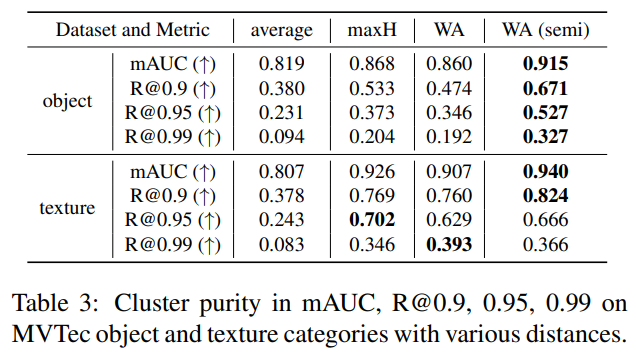 Dataset and Metric average maxH WA WA (semi)
object
mAUC (↑) 0.819 0.868 0.860 0.915
R@0.9 (↑) 0.380 0.533 0.474 0.671
R@0.95 (↑) 0.231 0.373 0.346 0.527
R@0.99 (↑) 0.094 0.204 0.192 0.327
texture
mAUC (↑) 0.807 0.926 0.907 0.940
R@0.9 (↑) 0.378 0.769 0.760 0.824
R@0.95 (↑) 0.243 0.702 0.629 0.666
R@0.99 (↑) 0.083 0.346 0.393 0.366
Table 3: Cluster purity in mAUC, R@0.9, 0.95, 0.99 on
MVTec object and texture categories with various distances.